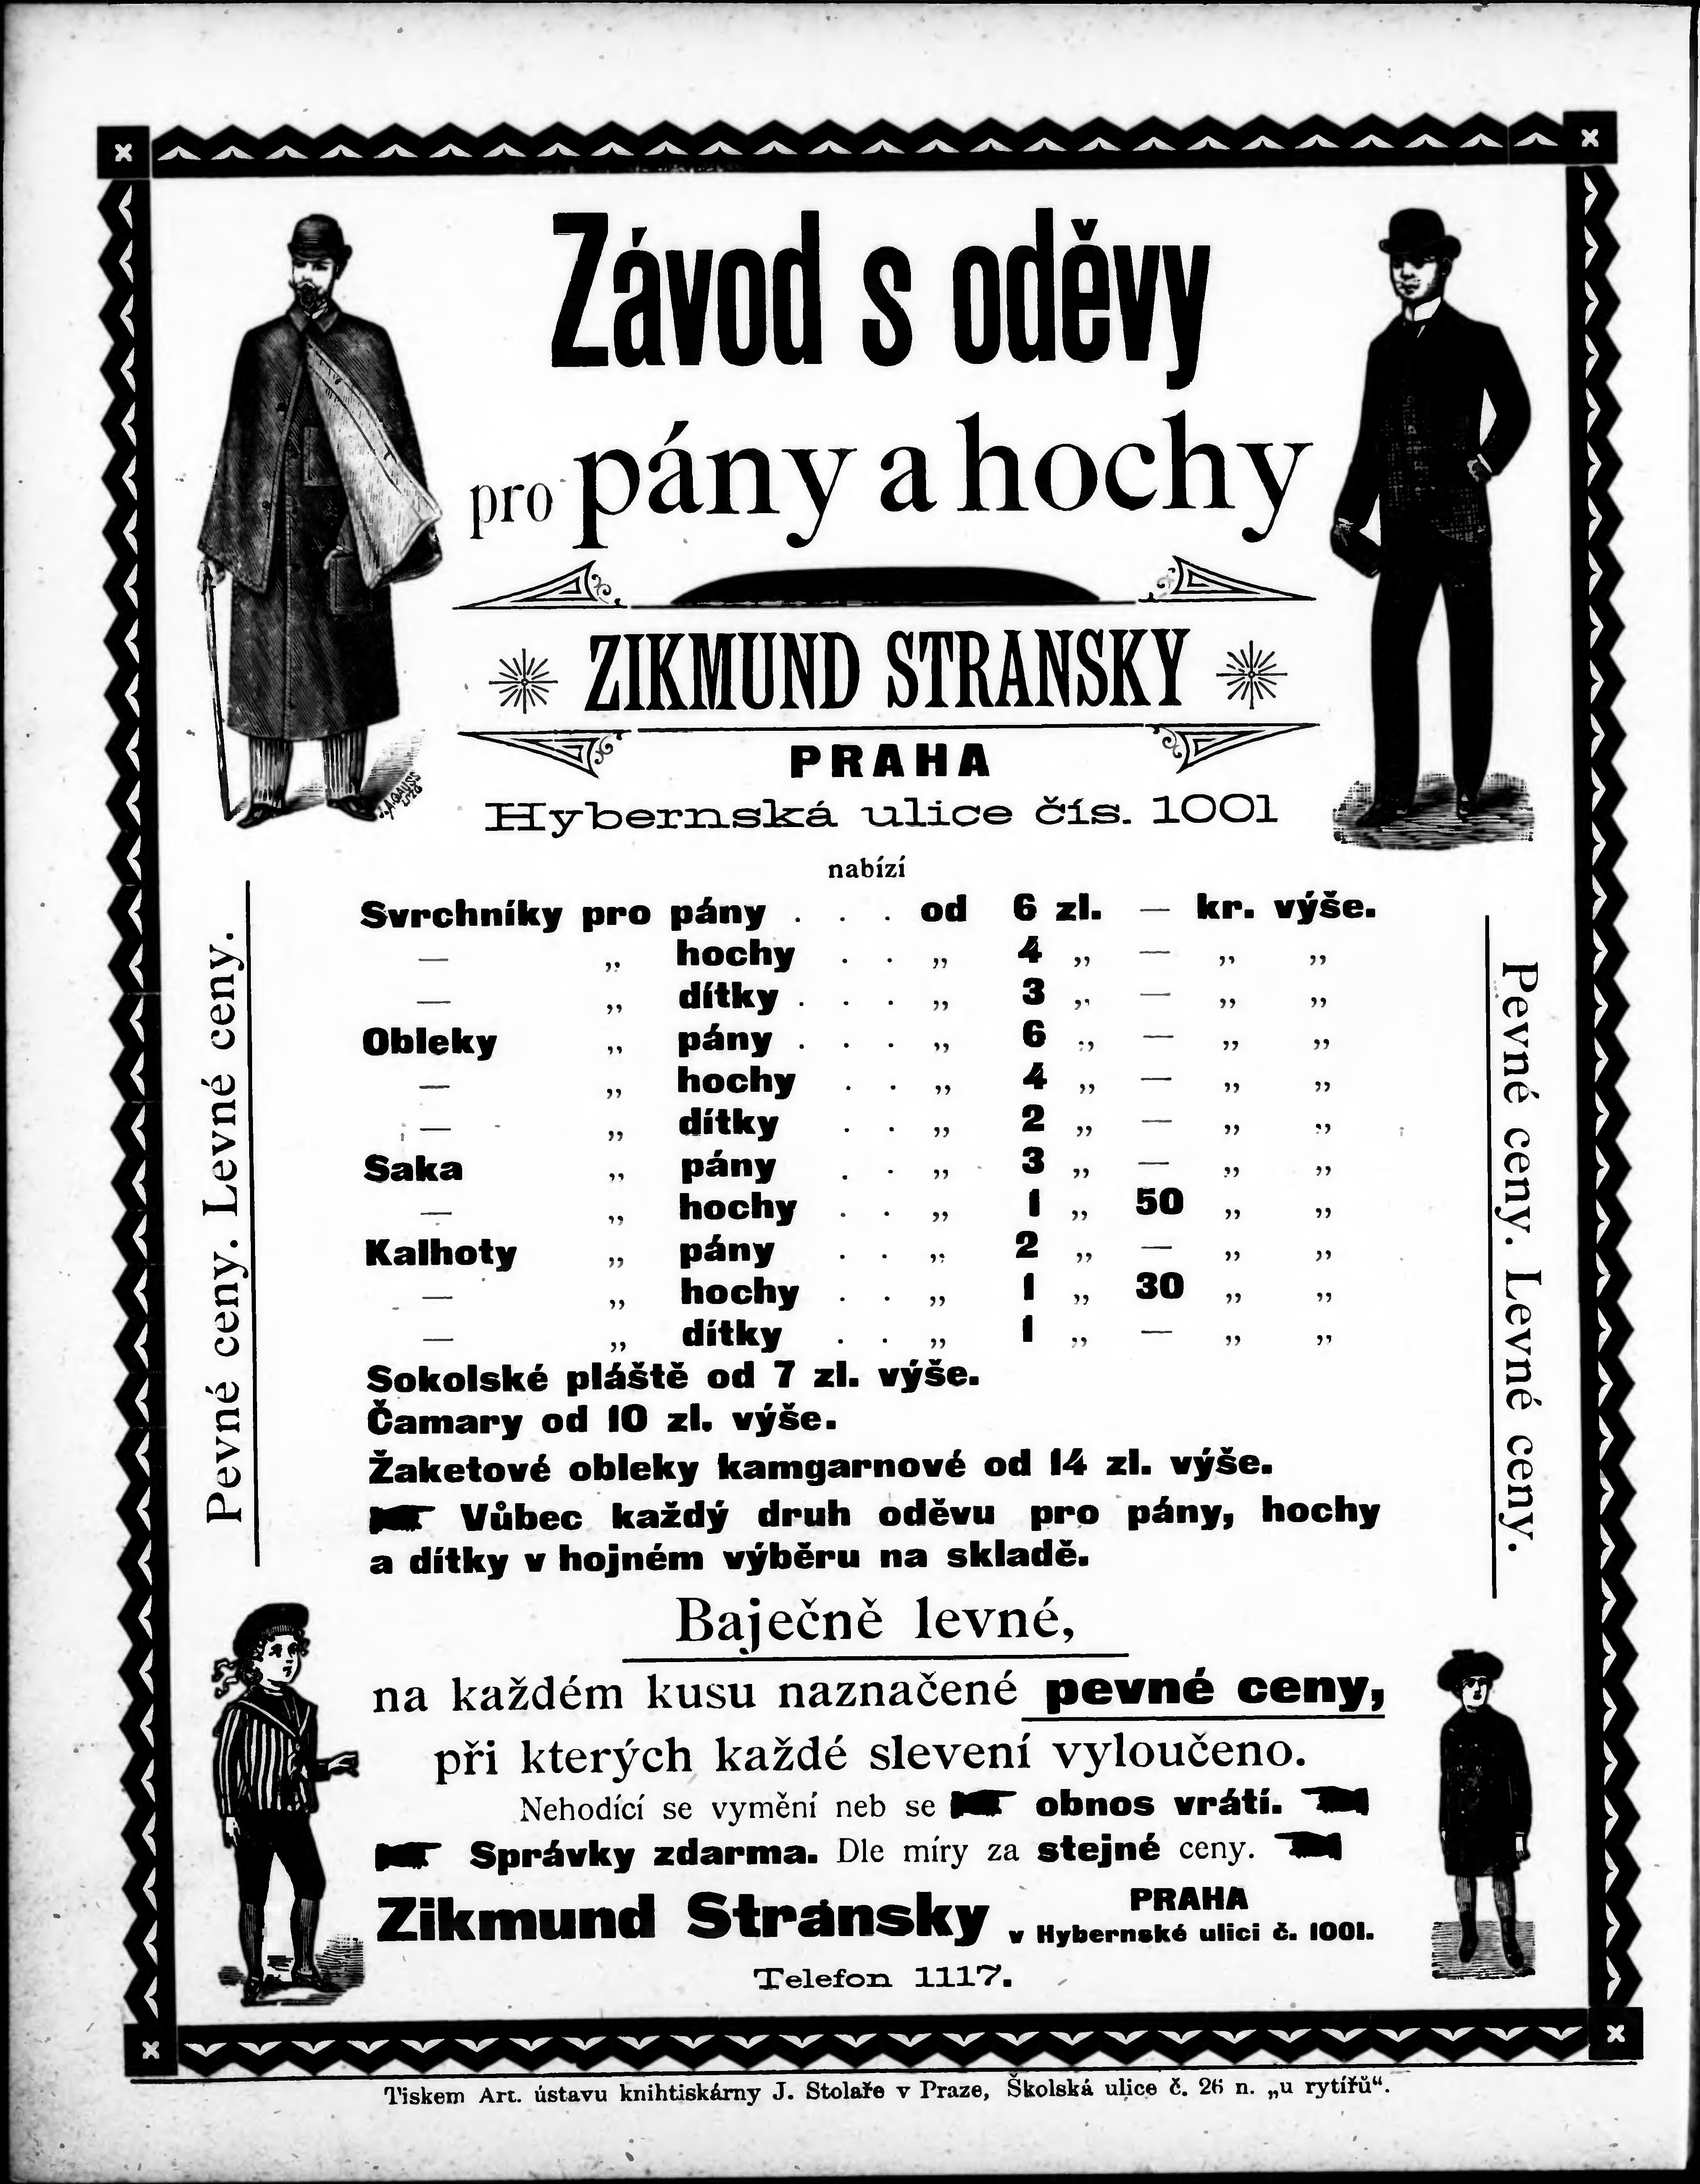 Závod s oděvy
pro pány a hochy
ZIKMUND STRANSKY
PRAHA
Hybernská ulice čís. 1001
nabízí
Svrchníky pro pány . . . od 6 zl. — kr. výše.
— „ hochy . . „ 4 „ — „ „
— „ dítky . . . „ 3 „ — „ „
Obleky „ pány . . . „ 6 „ — „ „
— „ hochy . . „ 4 „ — „ „
— „ dítky . . „ 2 „ — „ „
Saka „ pány . . „ 3 „ — „ „
— „ hochy . . „ 1 „ 50 „ „
Kalhoty „ pány . . „ 2 „ — „ „
— „ hochy . . „ 1 „ 30 „ „
— „ dítky . . „ 1 „ — „ „
Sokolské pláště od 7 zl. výše.
Čamary od 10 zl. výše.
Žaketové obleky kamgarnové od 14 zl. výše.
Vůbec každý druh oděvu pro pány, hochy
a dítky v hojném výběru na skladě.
Pevné ceny. Levné ceny.
Pevné ceny. Levné ceny.
Baječně levné,
na každém kusu naznačené pevné ceny,
při kterých každé slevení vyloučeno.
Nehodící se vymění neb se obnos vrátí.
Správky zdarma. Dle míry za stejné ceny.
Zikmund Stránsky PRAHA
v Hybernské ulici č. 1001.
Telefon 1117.
Tiskem Art. ústavu knihtiskárny J. Stolaře v Praze, Školská ulice č. 26 n. „u rytířů“.